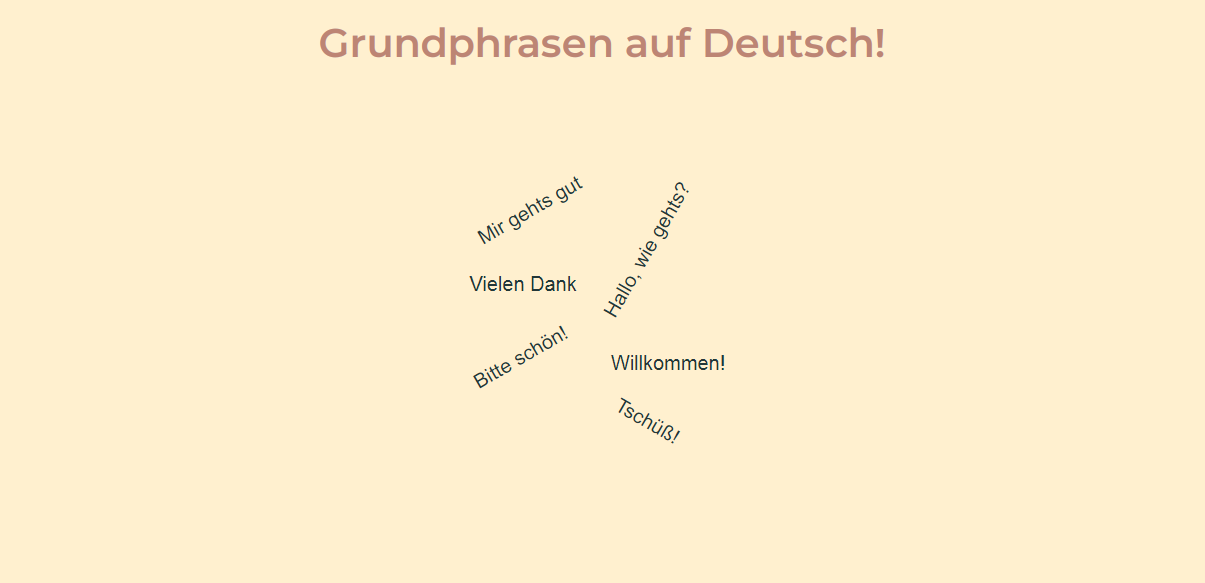 Grundphrasen auf Deutsch!
Mir gehts gut
Hallo, wie gehts?
Vielen Dank
Bitte schön!
Willkommen!
Tschüß!